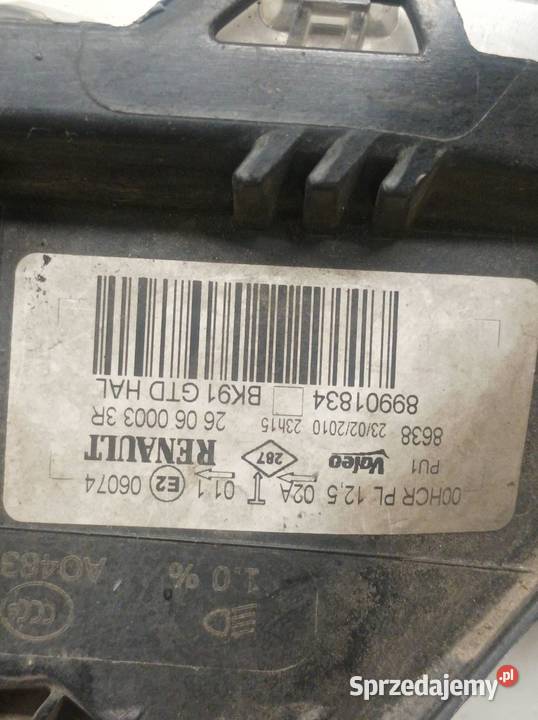 00HCR PL 12,5 02A 01 1 E2 06074
PU1 Valeo 287 RENAULT
8638 23/02/2010 23h15 26 06 0003 3R
89901834 BK91 GTD HAL
1.0 % A0483
CCC
Sprzedajemy.pl